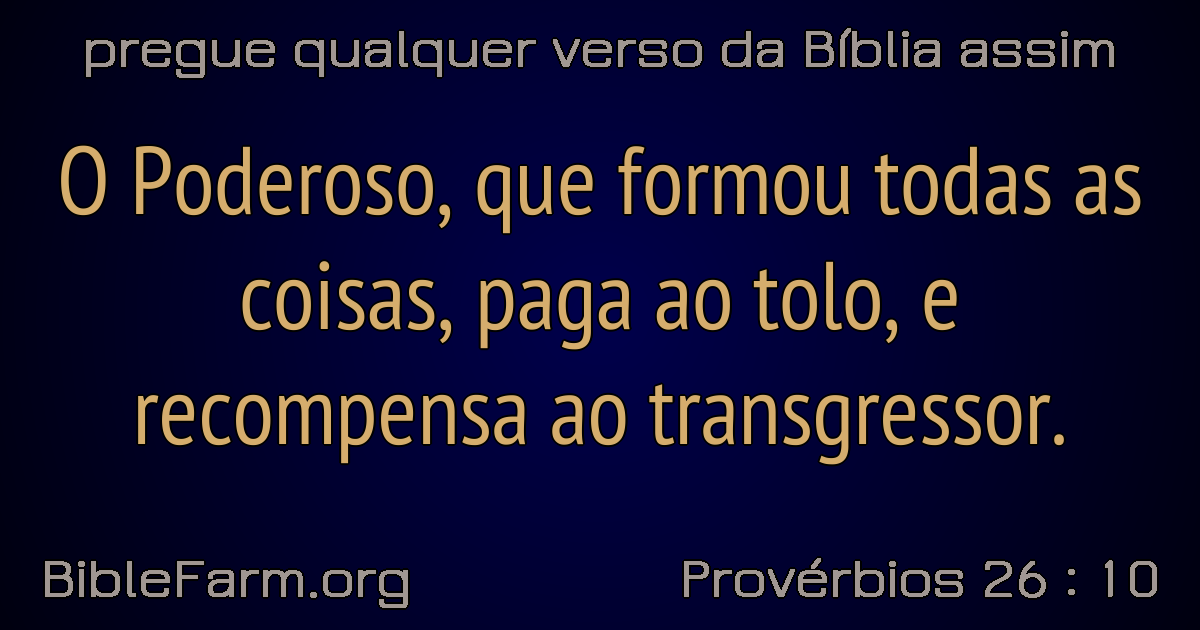 pregue qualquer verso da Bíblia assim
O Poderoso, que formou todas as
coisas, paga ao tolo, e
recompensa ao transgressor.
BibleFarm.org
Provérbios 26 : 10